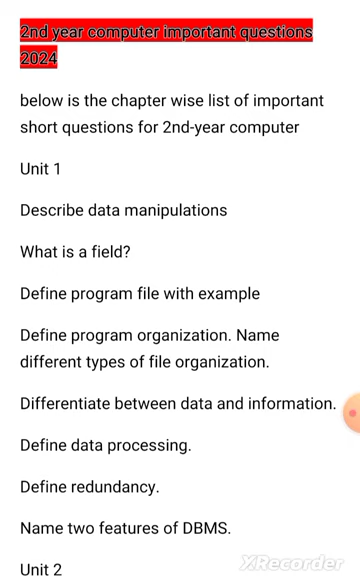 2nd year computer important questions
2024
below is the chapter wise list of important
short questions for 2nd-year computer
Unit 1
Describe data manipulations
What is a field?
Define program file with example
Define program organization. Name
different types of file organization.
Differentiate between data and information.
Define data processing.
Define redundancy.
Name two features of DBMS.
XRecorder
Unit 2